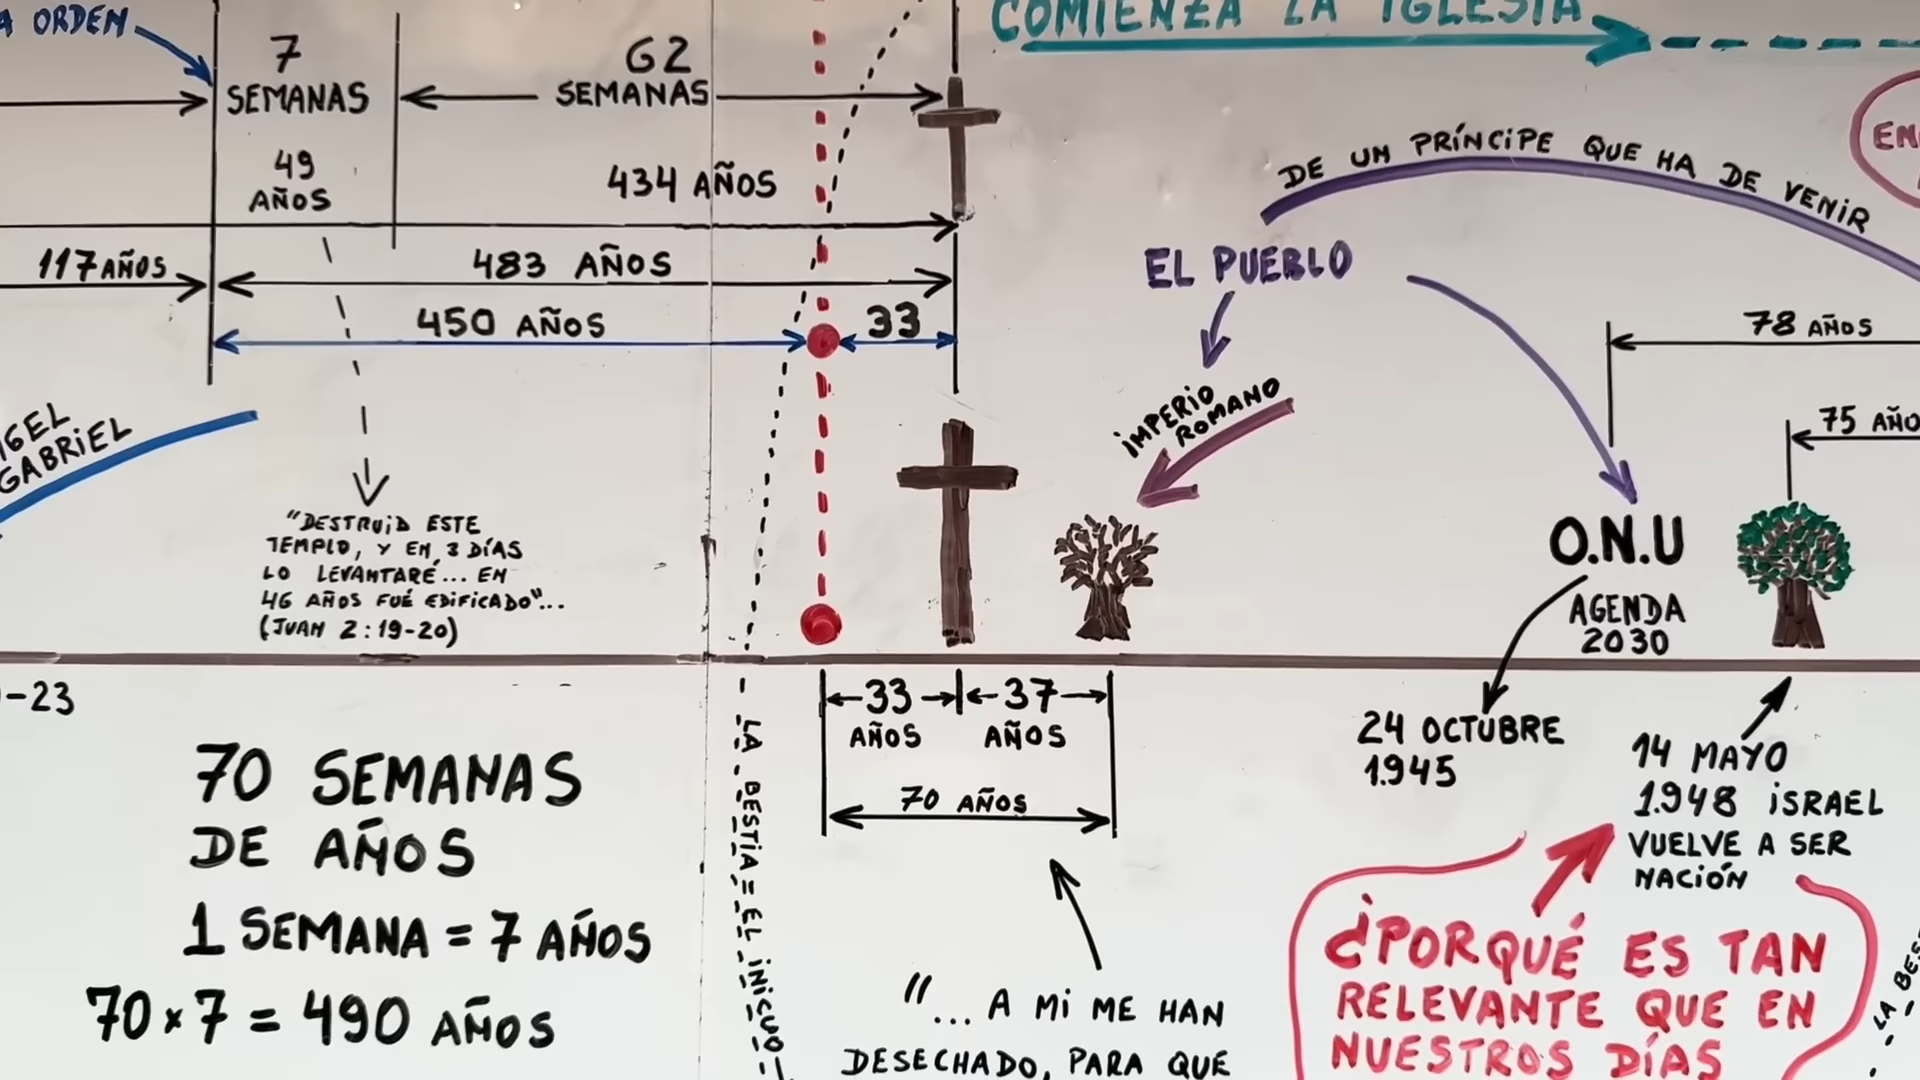 A ORDEN
COMIENZA LA IGLESIA
7
SEMANAS
62
SEMANAS
49
AÑOS
434 AÑOS
DE UN PRÍNCIPE QUE HA DE VENIR
EN
117 AÑOS
483 AÑOS
EL PUEBLO
450 AÑOS
33
78 AÑOS
GABRIEL
IMPERIO
ROMANO
75 AÑO
"DESTRUID ESTE
TEMPLO, Y EN 3 DÍAS
LO LEVANTARÉ... EN
46 AÑOS FUÉ EDIFICADO"...
(JUAN 2:19-20)
O.N.U
AGENDA
2030
-23
33
AÑOS
37
AÑOS
70 AÑOS
24 OCTUBRE
1.945
14 MAYO
1.948 ISRAEL
VUELVE A SER
NACIÓN
70 SEMANAS
DE AÑOS
1 SEMANA = 7 AÑOS
70 x 7 = 490 AÑOS
LA BESTIA = EL INICUO
"... A MI ME HAN
DESECHADO, PARA QUE
¿PORQUÉ ES TAN
RELEVANTE QUE EN
NUESTROS DÍAS
LA BES